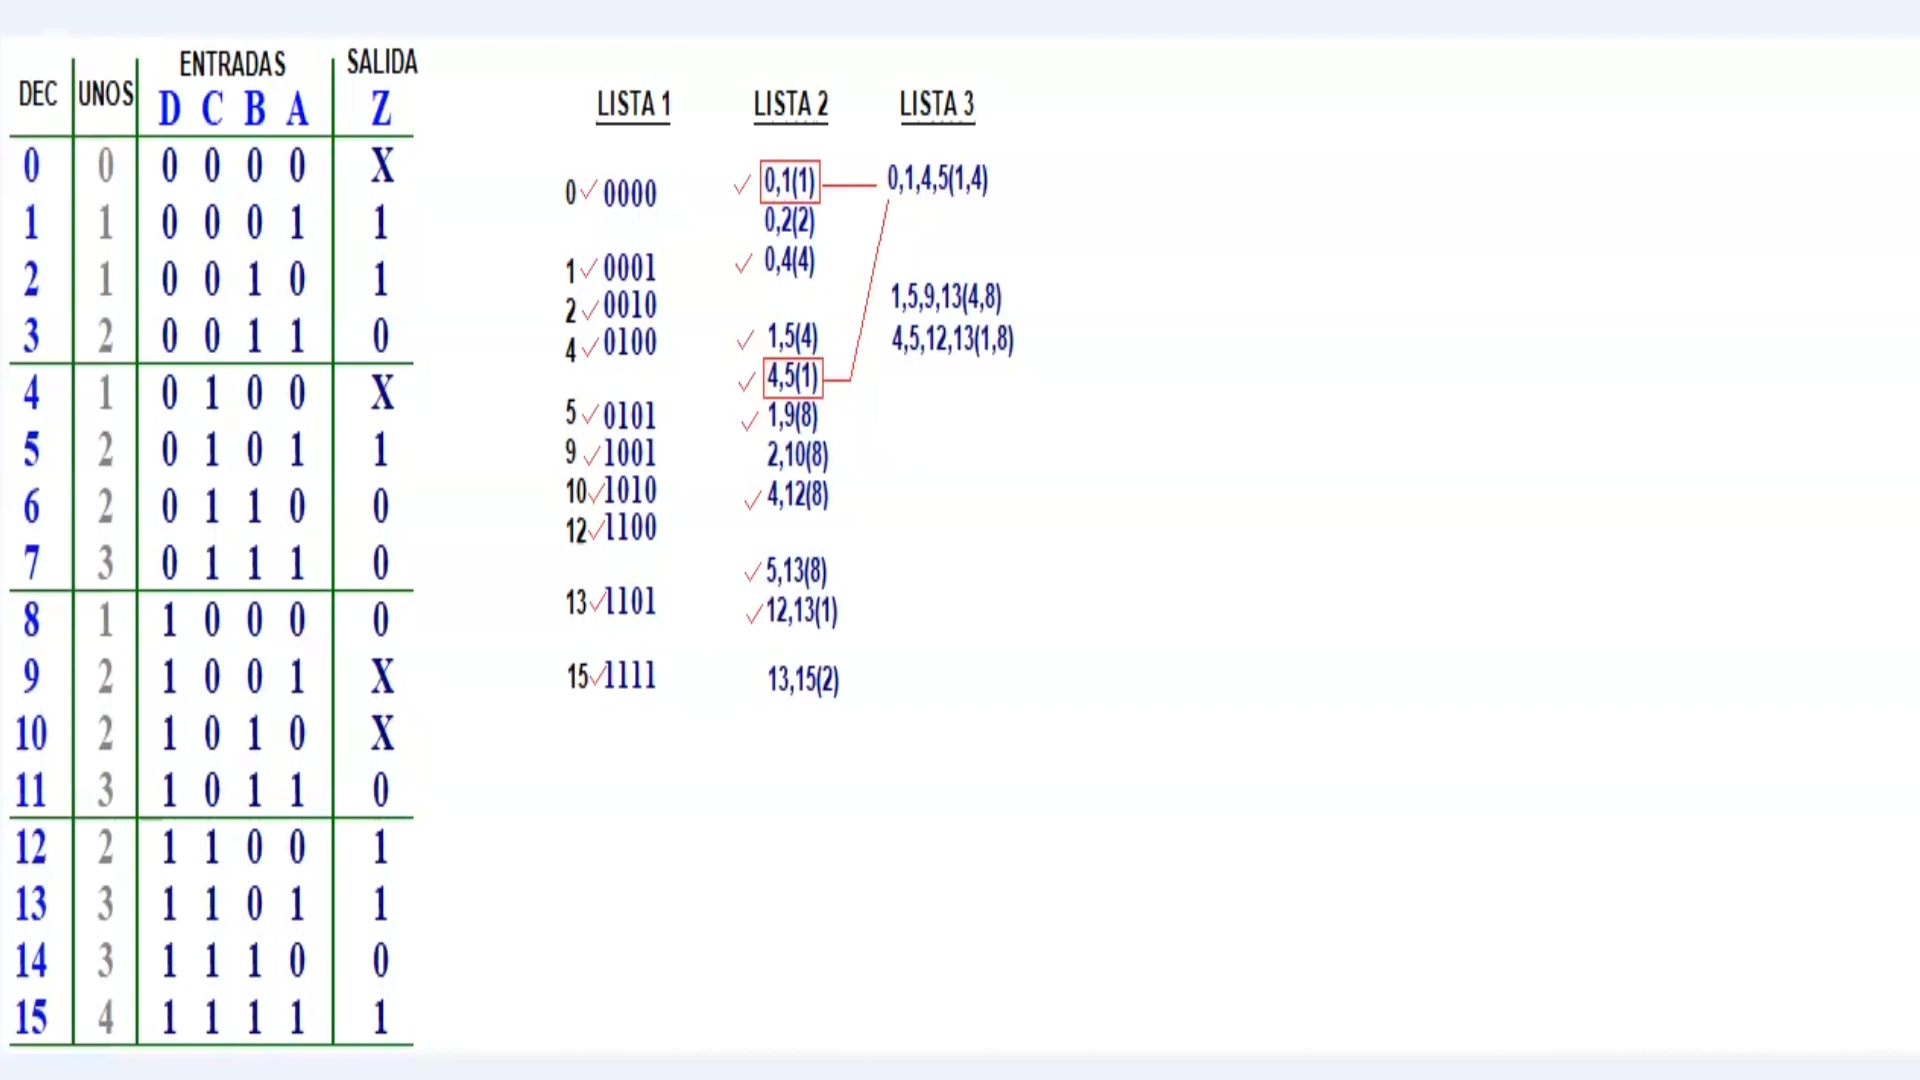 DEC UNOS ENTRADAS SALIDA
D C B A Z
0 0 0 0 0 0 X
1 1 0 0 0 1 1
2 1 0 0 1 0 1
3 2 0 0 1 1 0
4 1 0 1 0 0 X
5 2 0 1 0 1 1
6 2 0 1 1 0 0
7 3 0 1 1 1 0
8 1 1 0 0 0 0
9 2 1 0 0 1 X
10 2 1 0 1 0 X
11 3 1 0 1 1 0
12 2 1 1 0 0 1
13 3 1 1 0 1 1
14 3 1 1 1 0 0
15 4 1 1 1 1 1
LISTA 1
0 ✓ 0000
1 ✓ 0001
2 ✓ 0010
4 ✓ 0100
5 ✓ 0101
9 ✓ 1001
10 ✓ 1010
12 ✓ 1100
13 ✓ 1101
15 ✓ 1111
LISTA 2
✓ 0,1(1)
0,2(2)
✓ 0,4(4)
✓ 1,5(4)
✓ 4,5(1)
✓ 1,9(8)
2,10(8)
✓ 4,12(8)
✓ 5,13(8)
✓ 12,13(1)
13,15(2)
LISTA 3
0,1,4,5(1,4)
1,5,9,13(4,8)
4,5,12,13(1,8)